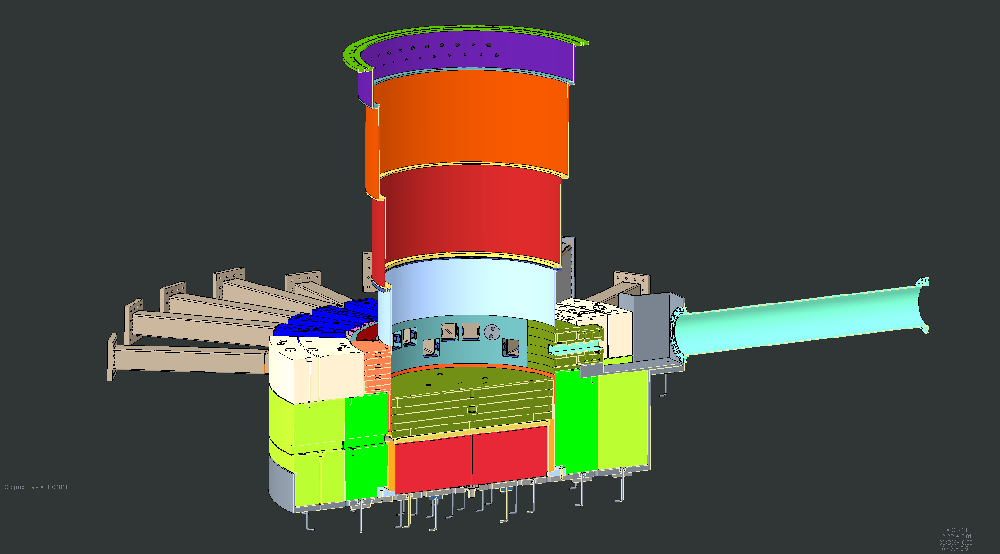 Clipping State:XSEC0001
X.X+-0.1
X.XX+-0.01
X.XXX+-0.001
ANG.+-0.5